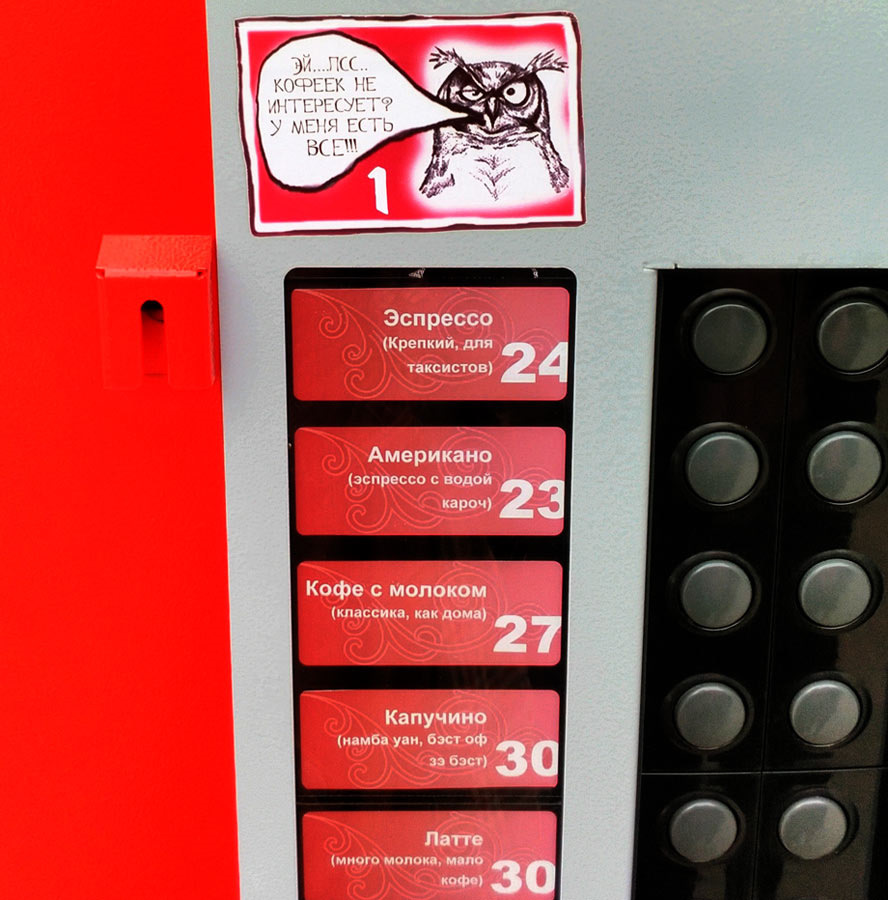 ЭЙ...ПСС..
КОФЕЕК НЕ
ИНТЕРЕСУЕТ?
У МЕНЯ ЕСТЬ
ВСЕ!!!
1
Эспрессо
(Крепкий, для
таксистов)
24
Американо
(эспрессо с водой
кароч)
23
Кофе с молоком
(классика, как дома)
27
Капучино
(намба уан, бэст оф
зэ бэст)
30
Латте
(много молока, мало
кофе)
30